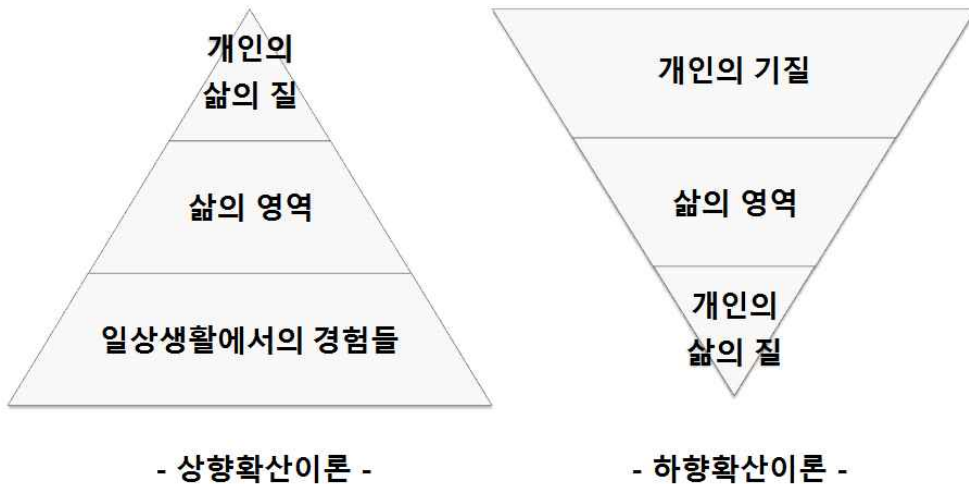 개인의
삶의 질
삶의 영역
일상생활에서의 경험들
- 상향확산이론 -
개인의 기질
삶의 영역
개인의
삶의 질
- 하향확산이론 -